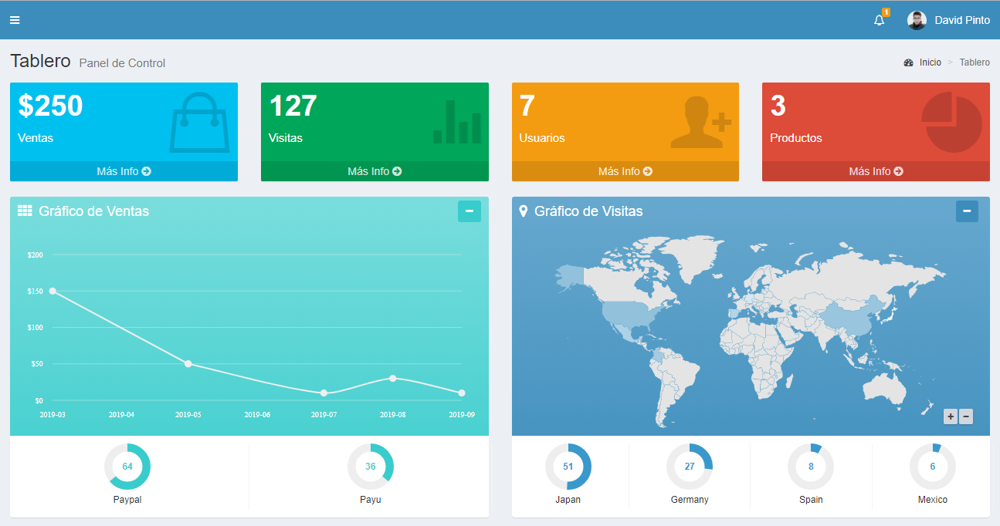 1
David Pinto
Tablero Panel de Control
Inicio > Tablero
$250
Ventas
Más Info
127
Visitas
Más Info
7
Usuarios
Más Info
3
Productos
Más Info
Gráfico de Ventas
$200
$150
$100
$50
$0
2019-03 2019-04 2019-05 2019-06 2019-07 2019-08 2019-09
64
Paypal
36
Payu
Gráfico de Visitas
+ −
51
Japan
27
Germany
8
Spain
6
Mexico